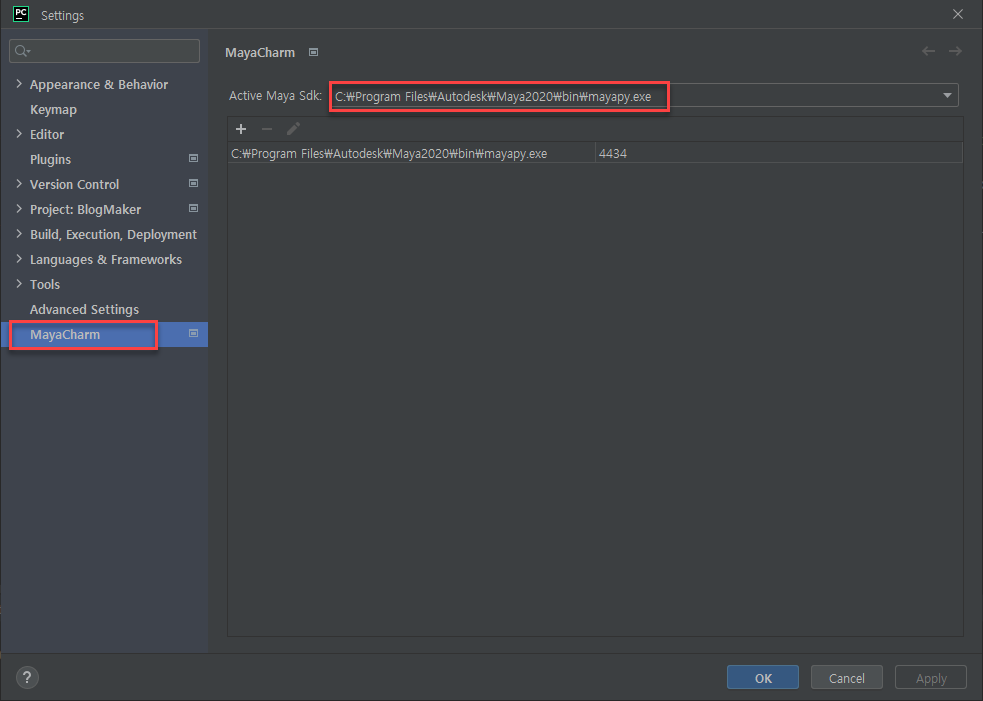 PC Settings
Appearance & Behavior
Keymap
Editor
Plugins
Version Control
Project: BlogMaker
Build, Execution, Deployment
Languages & Frameworks
Tools
Advanced Settings
MayaCharm
MayaCharm
Active Maya Sdk: C:₩Program Files₩Autodesk₩Maya2020₩bin₩mayapy.exe
C:₩Program Files₩Autodesk₩Maya2020₩bin₩mayapy.exe 4434
? OK Cancel Apply